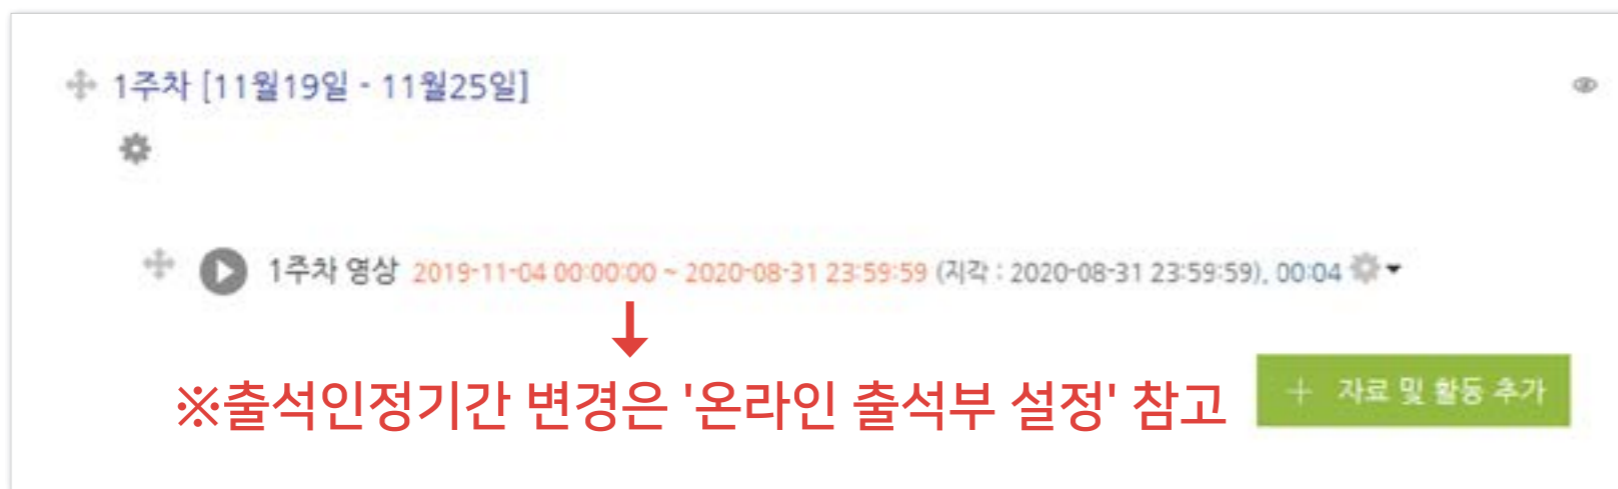 1주차 [11월19일 - 11월25일]
1주차 영상 2019-11-04 00:00:00 ~ 2020-08-31 23:59:59 (지각 : 2020-08-31 23:59:59), 00:04
※출석인정기간 변경은 '온라인 출석부 설정' 참고
+ 자료 및 활동 추가